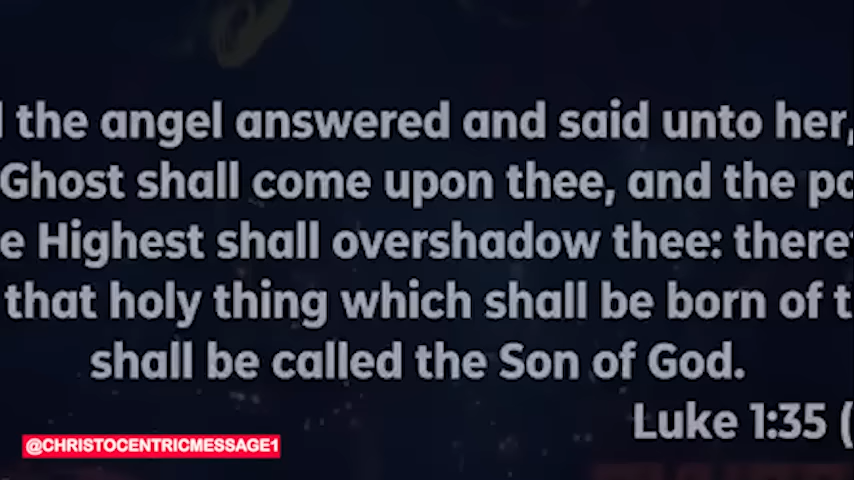 the angel answered and said unto her,
Ghost shall come upon thee, and the
Highest shall overshadow thee:
that holy thing which shall be born of
shall be called the Son of God.
Luke 1:35 (
@CHRISTOCENTRICMESSAGE1